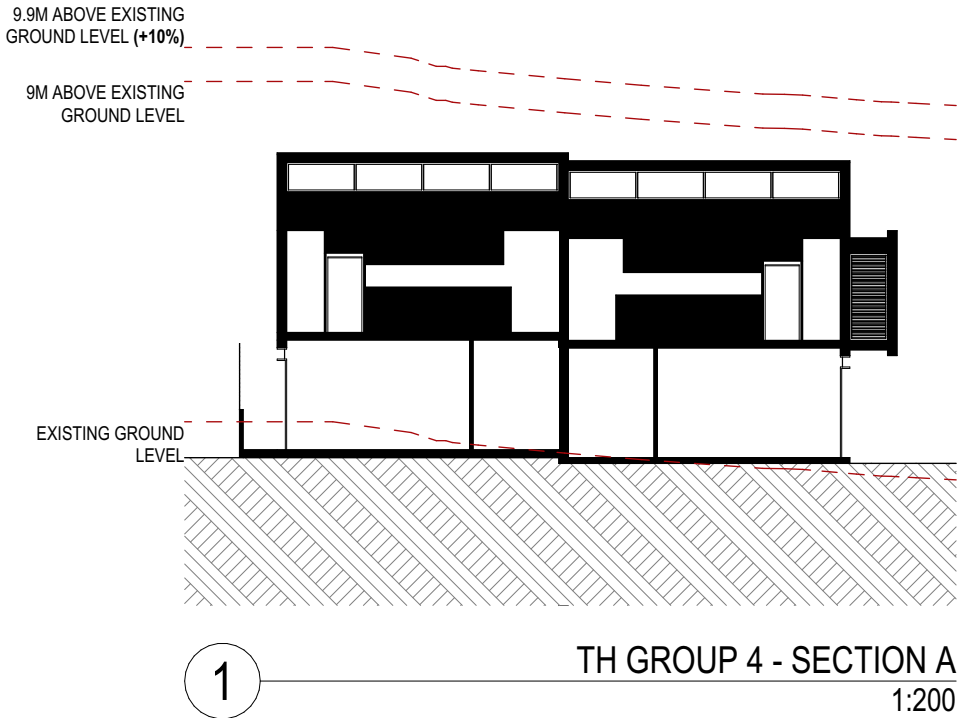 9.9M ABOVE EXISTING
GROUND LEVEL (+10%)
9M ABOVE EXISTING
GROUND LEVEL
EXISTING GROUND
LEVEL
1
TH GROUP 4 - SECTION A
1:200